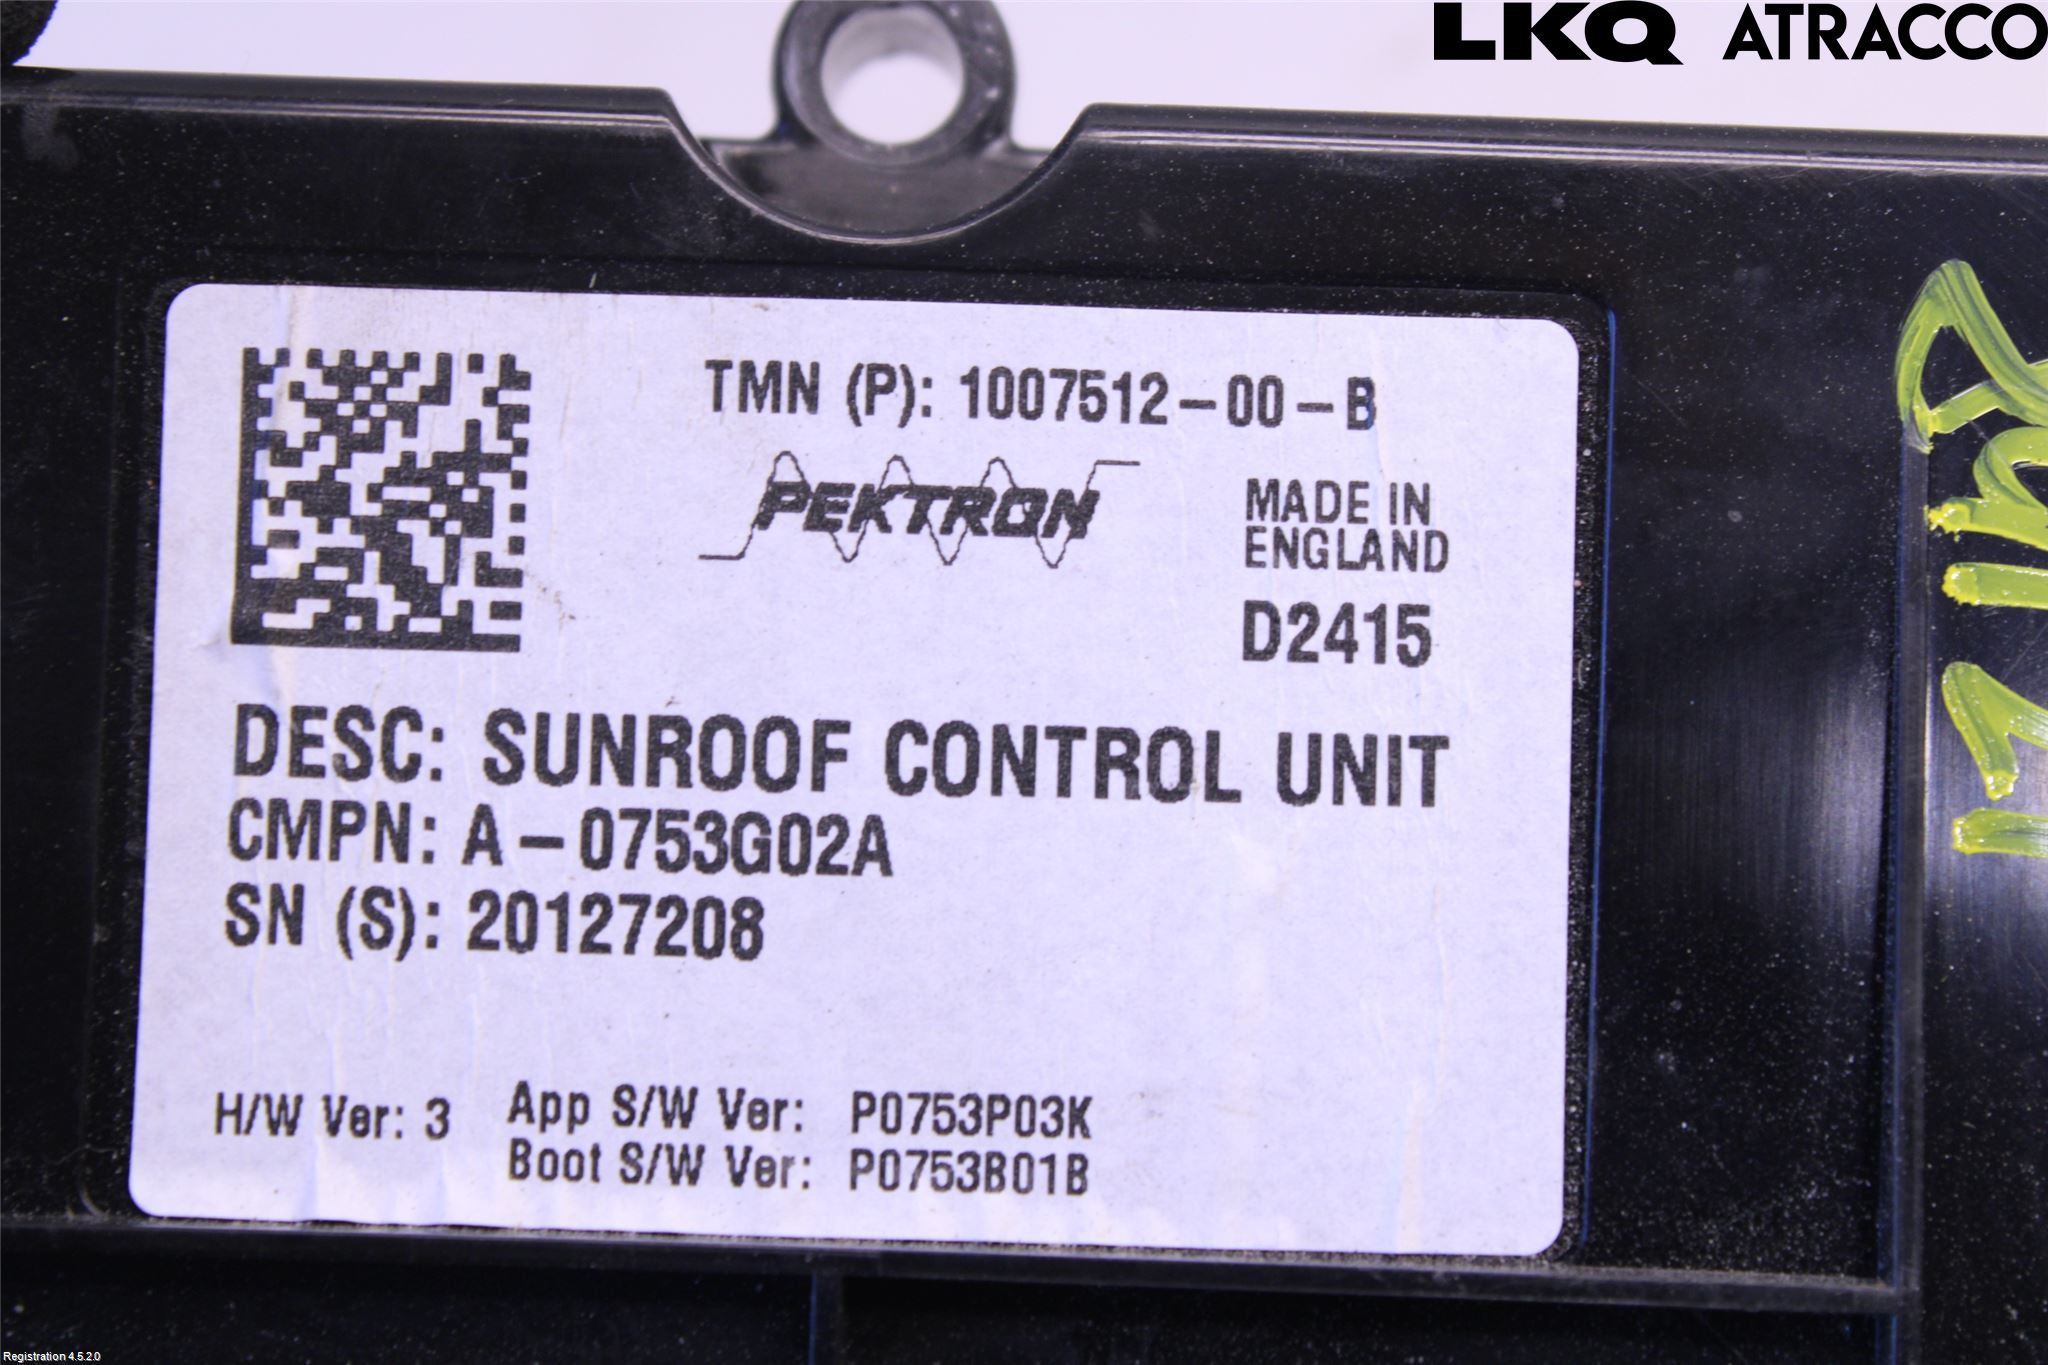 LKQ ATRACCO
TMN (P): 1007512-00-B
PEKTRON
MADE IN
ENGLAND
D2415
DESC: SUNROOF CONTROL UNIT
CMPN: A-0753G02A
SN (S): 20127208
H/W Ver: 3
App S/W Ver: P0753P03K
Boot S/W Ver: P0753B01B
Registration 4.5.2.0